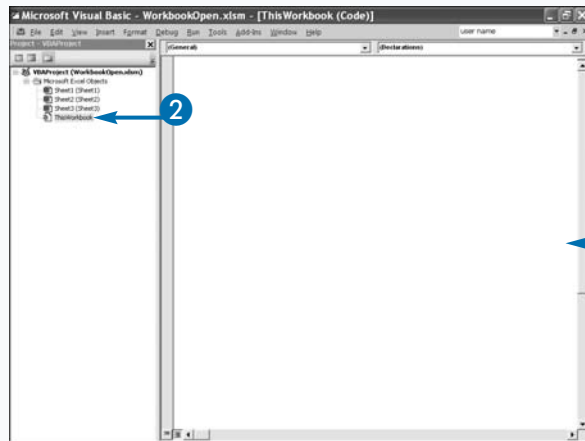 Microsoft Visual Basic - WorkbookOpen.xlsm - [ThisWorkbook (Code)]
File Edit View Insert Format Debug Run Tools Add-Ins Window Help
user name
Project - VBAProject
(General)
(Declarations)
VBAProject (WorkbookOpen.xlsm)
Microsoft Excel Objects
Sheet1 (Sheet1)
Sheet2 (Sheet2)
Sheet3 (Sheet3)
ThisWorkbook
2